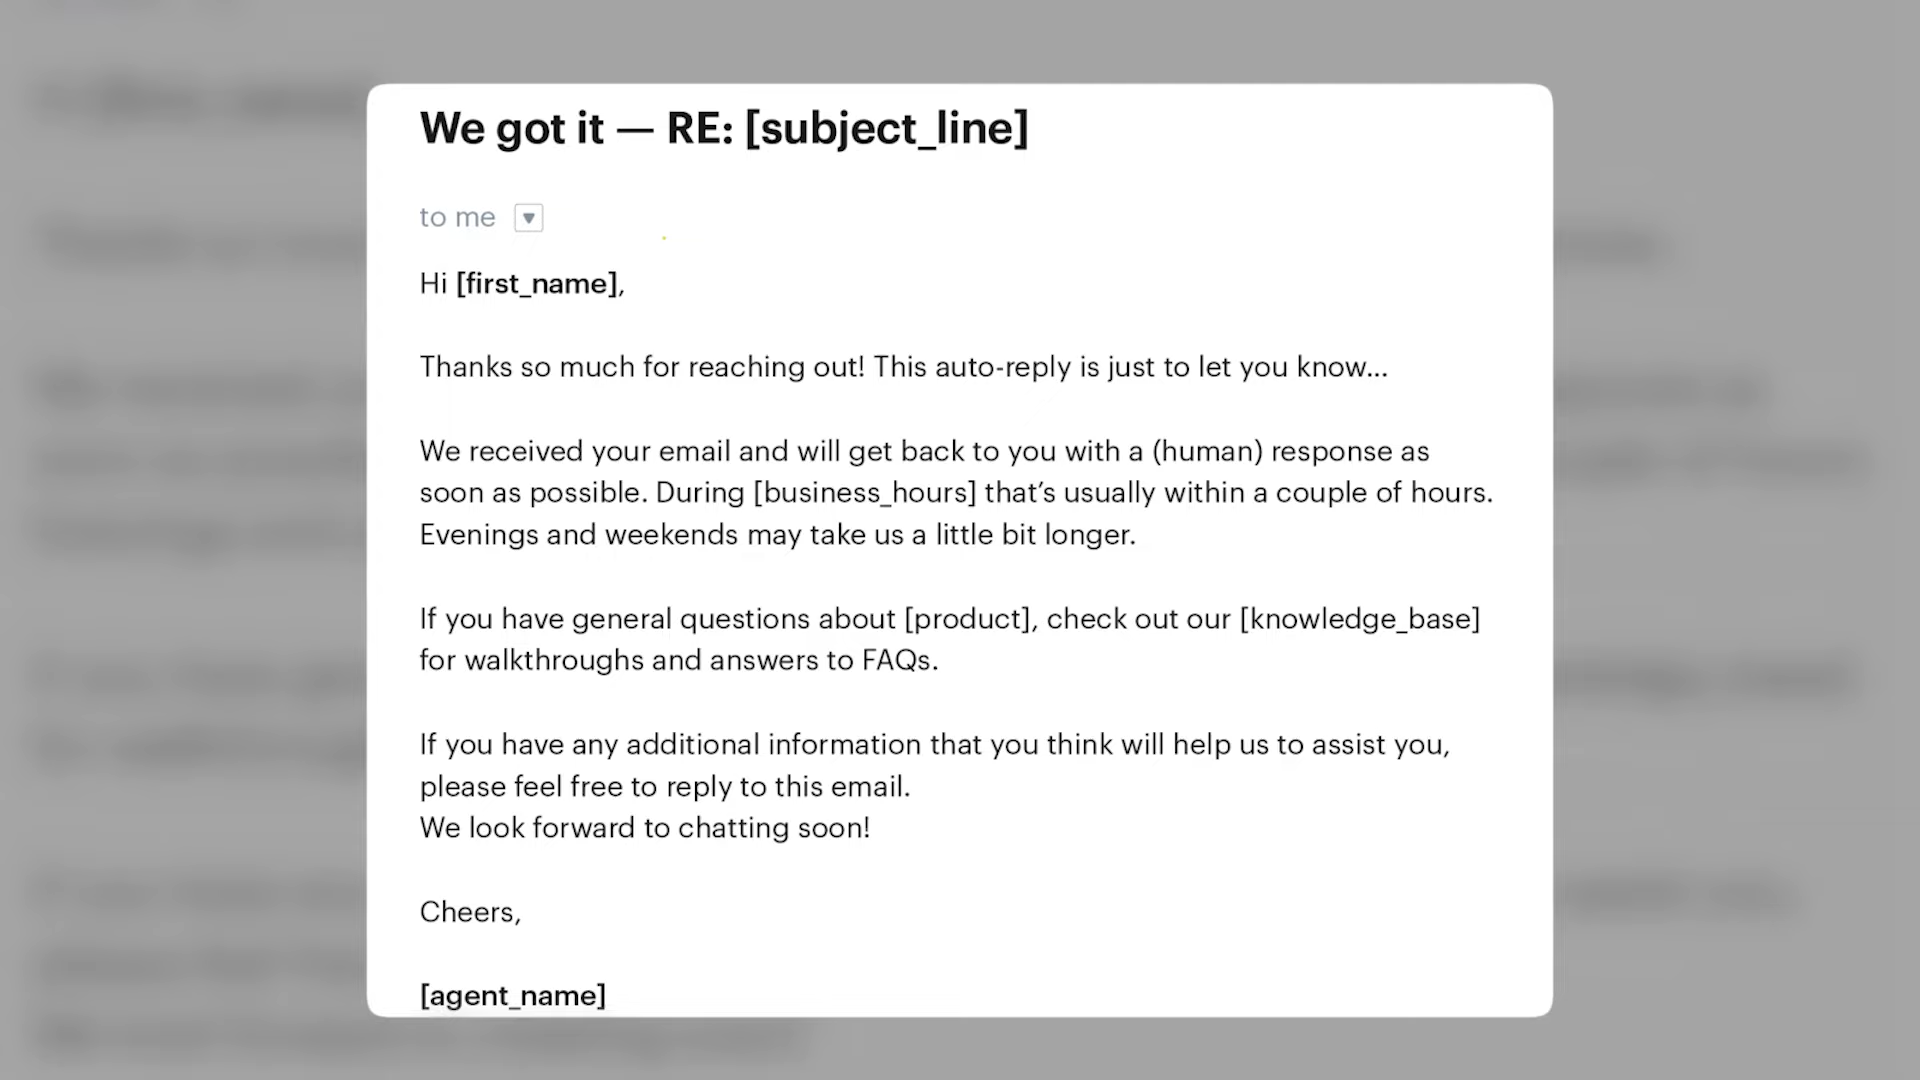 We got it — RE: [subject_line]
to me
Hi [first_name],
Thanks so much for reaching out! This auto-reply is just to let you know...
We received your email and will get back to you with a (human) response as
soon as possible. During [business_hours] that’s usually within a couple of hours.
Evenings and weekends may take us a little bit longer.
If you have general questions about [product], check out our [knowledge_base]
for walkthroughs and answers to FAQs.
If you have any additional information that you think will help us to assist you,
please feel free to reply to this email.
We look forward to chatting soon!
Cheers,
[agent_name]